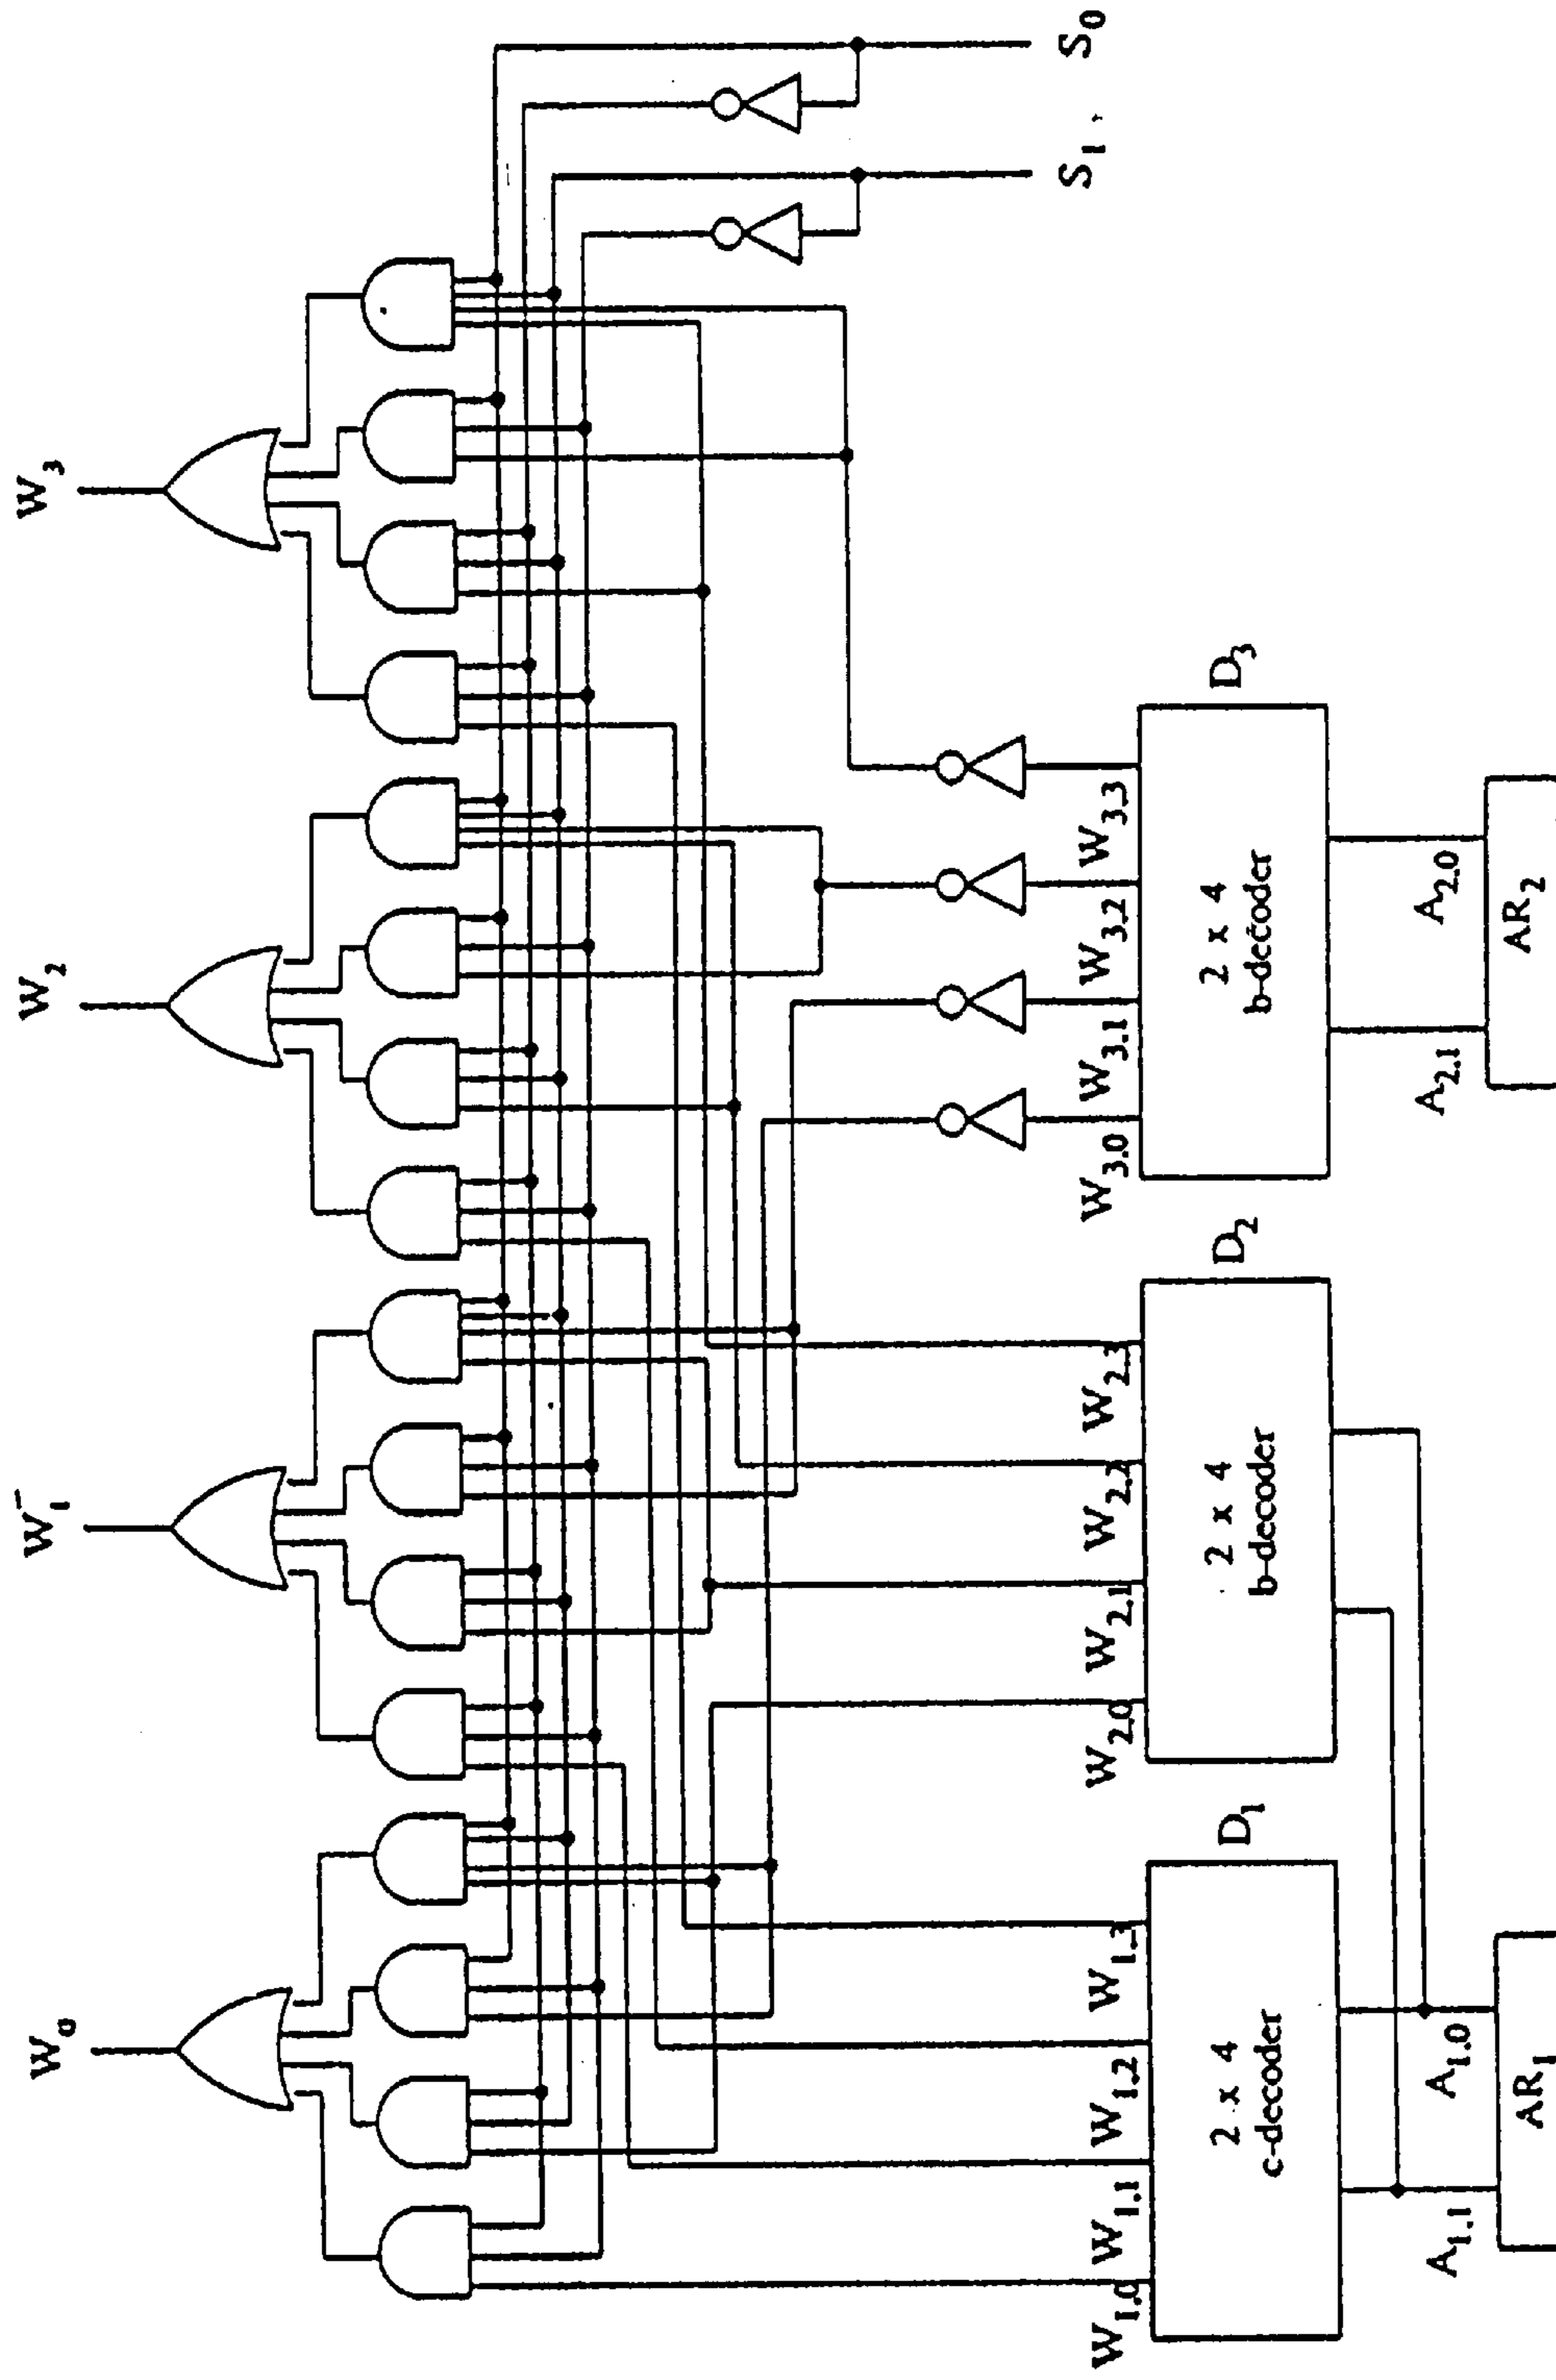 W₀ W₁ W₂ W₃
S₁ S₀
W₁.₀ W₁.₁ W₁.₂ W₁.₃ D₁
W₂.₀ W₂.₁ W₂.₂ W₂.₃ D₂
W₃.₀ W₃.₁ W₃.₂ W₃.₃ D₃
2 x 4
c-decoder
2 x 4
b-decoder
2 x 4
b-decoder
A₁.₁ A₁.₀
A₂.₁ A₂.₀
AR₁
AR₂